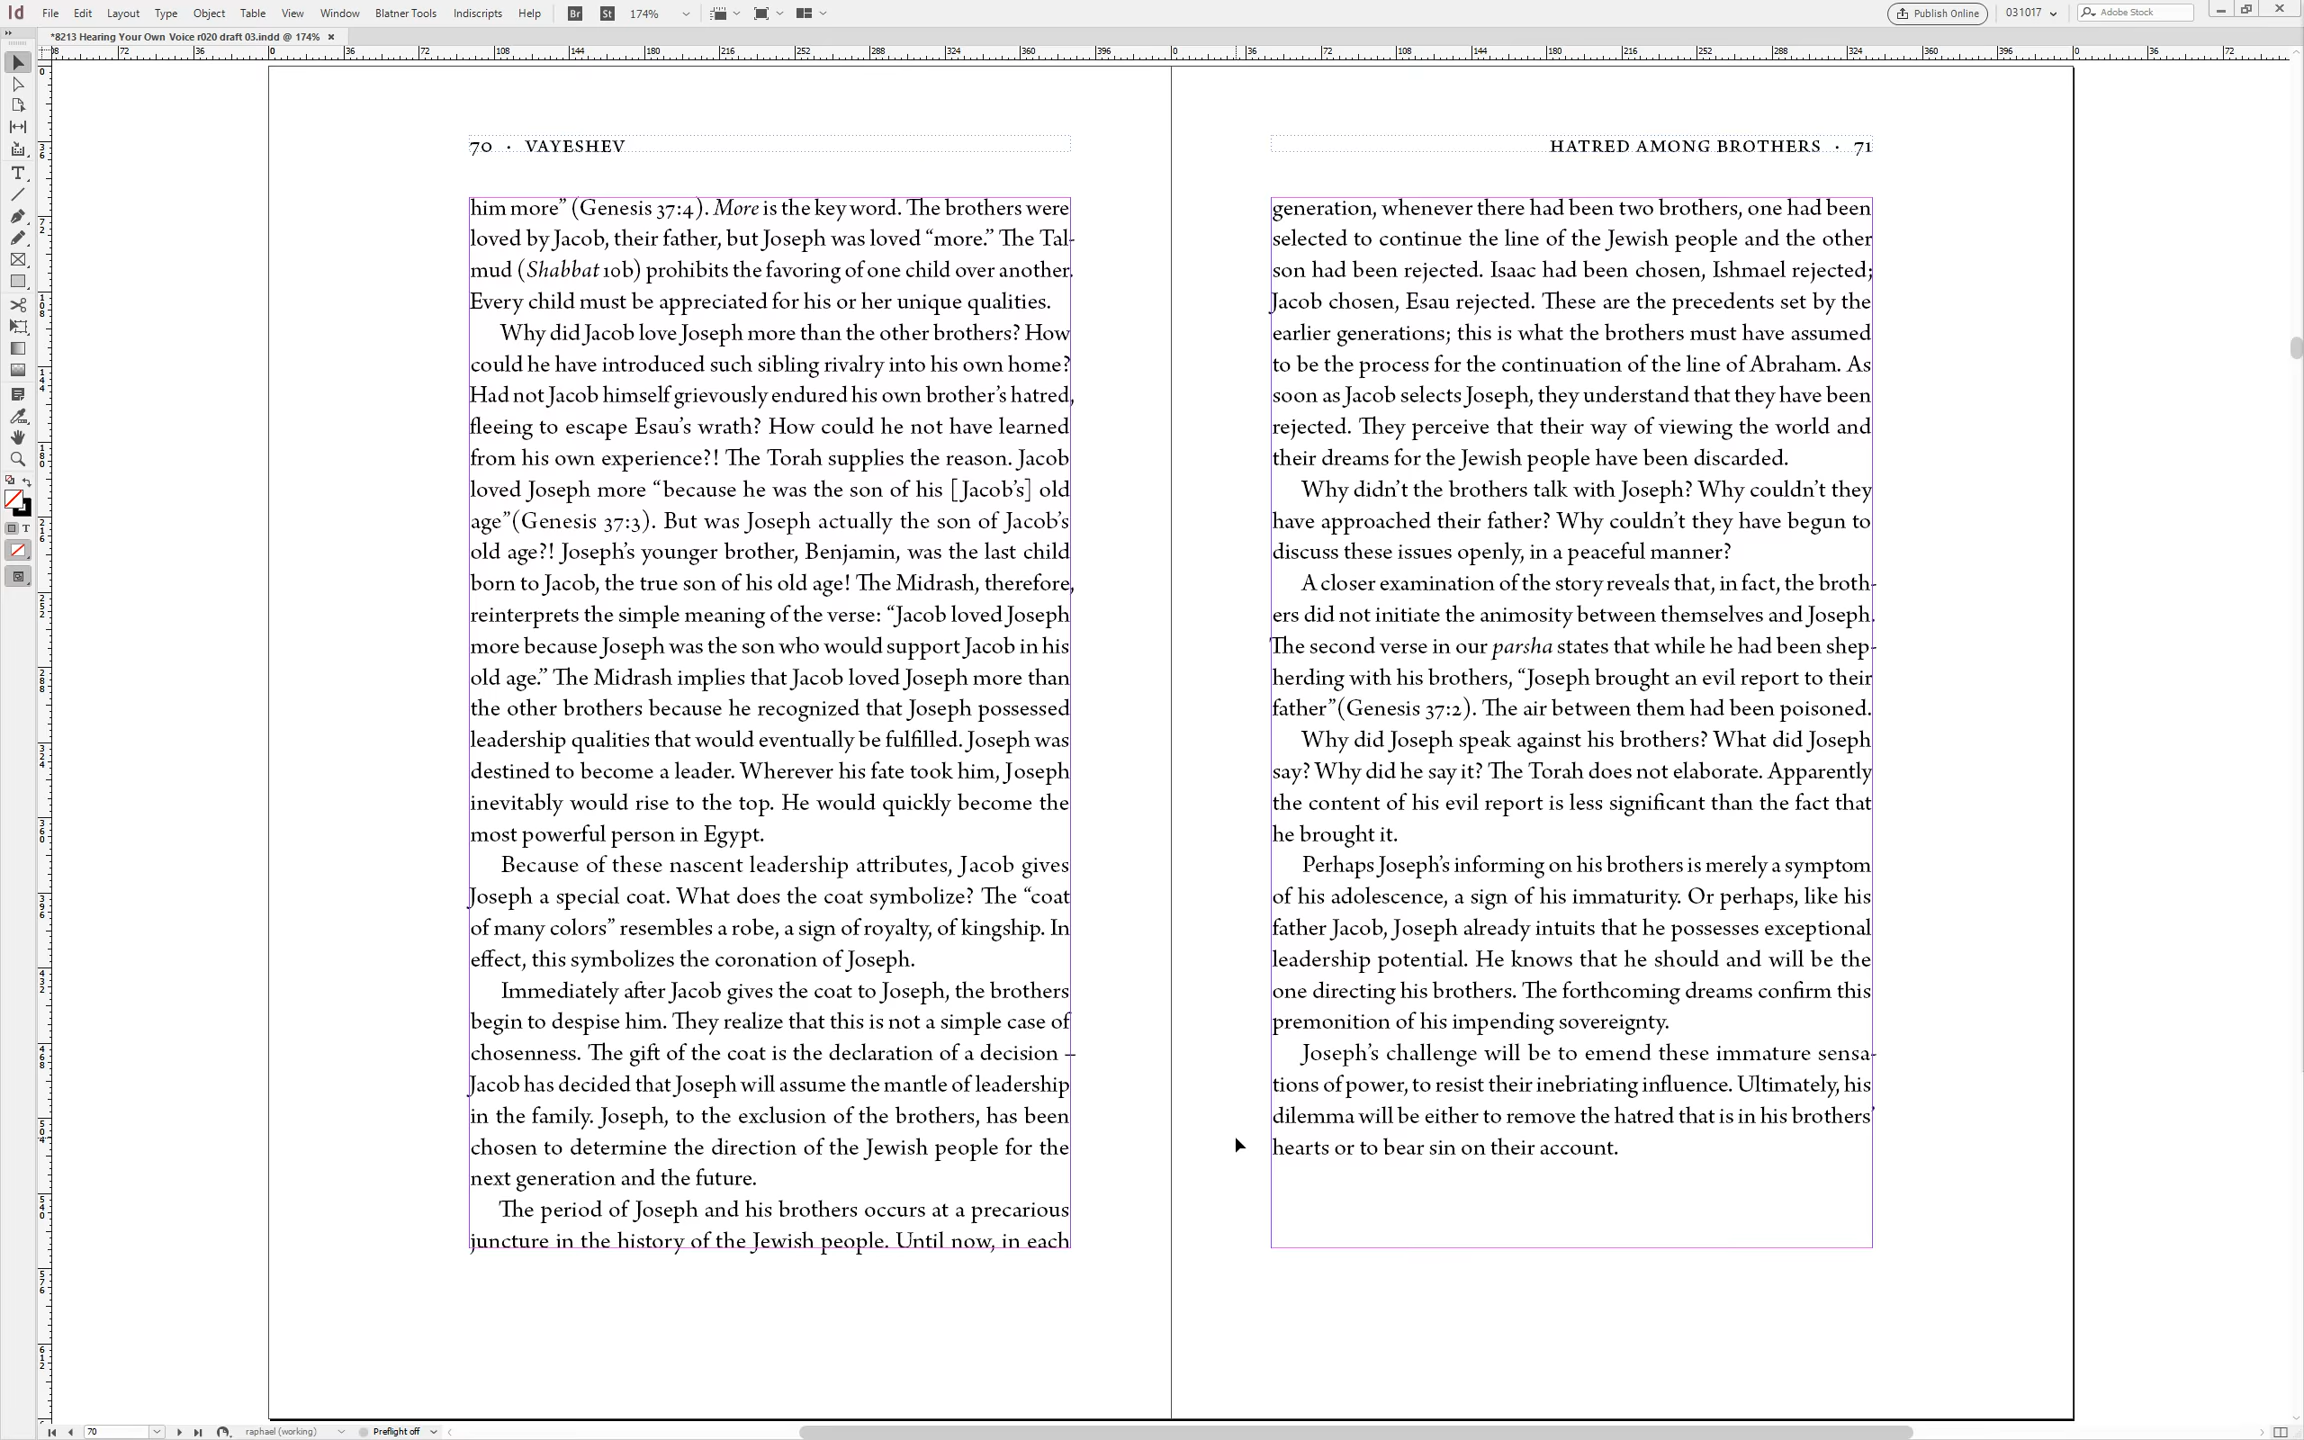 File Edit Layout Type Object Table View Window Blatner Tools Indiscripts Help Br St 174% Publish Online 031017 Adobe Stock
*8213 Hearing Your Own Voice r020 draft 03.indd @ 174%
70 · VAYESHEV
him more” (Genesis 37:4). More is the key word. The brothers were
loved by Jacob, their father, but Joseph was loved “more.” The Tal-
mud (Shabbat 10b) prohibits the favoring of one child over another.
Every child must be appreciated for his or her unique qualities.
Why did Jacob love Joseph more than the other brothers? How
could he have introduced such sibling rivalry into his own home?
Had not Jacob himself grievously endured his own brother’s hatred,
fleeing to escape Esau’s wrath? How could he not have learned
from his own experience?! The Torah supplies the reason. Jacob
loved Joseph more “because he was the son of his [Jacob’s] old
age”(Genesis 37:3). But was Joseph actually the son of Jacob’s
old age?! Joseph’s younger brother, Benjamin, was the last child
born to Jacob, the true son of his old age! The Midrash, therefore,
reinterprets the simple meaning of the verse: “Jacob loved Joseph
more because Joseph was the son who would support Jacob in his
old age.” The Midrash implies that Jacob loved Joseph more than
the other brothers because he recognized that Joseph possessed
leadership qualities that would eventually be fulfilled. Joseph was
destined to become a leader. Wherever his fate took him, Joseph
inevitably would rise to the top. He would quickly become the
most powerful person in Egypt.
Because of these nascent leadership attributes, Jacob gives
Joseph a special coat. What does the coat symbolize? The “coat
of many colors” resembles a robe, a sign of royalty, of kingship. In
effect, this symbolizes the coronation of Joseph.
Immediately after Jacob gives the coat to Joseph, the brothers
begin to despise him. They realize that this is not a simple case of
chosenness. The gift of the coat is the declaration of a decision –
Jacob has decided that Joseph will assume the mantle of leadership
in the family. Joseph, to the exclusion of the brothers, has been
chosen to determine the direction of the Jewish people for the
next generation and the future.
The period of Joseph and his brothers occurs at a precarious
juncture in the history of the Jewish people. Until now, in each
HATRED AMONG BROTHERS · 71
generation, whenever there had been two brothers, one had been
selected to continue the line of the Jewish people and the other
son had been rejected. Isaac had been chosen, Ishmael rejected;
Jacob chosen, Esau rejected. These are the precedents set by the
earlier generations; this is what the brothers must have assumed
to be the process for the continuation of the line of Abraham. As
soon as Jacob selects Joseph, they understand that they have been
rejected. They perceive that their way of viewing the world and
their dreams for the Jewish people have been discarded.
Why didn’t the brothers talk with Joseph? Why couldn’t they
have approached their father? Why couldn’t they have begun to
discuss these issues openly, in a peaceful manner?
A closer examination of the story reveals that, in fact, the broth-
ers did not initiate the animosity between themselves and Joseph.
The second verse in our parsha states that while he had been shep-
herding with his brothers, “Joseph brought an evil report to their
father”(Genesis 37:2). The air between them had been poisoned.
Why did Joseph speak against his brothers? What did Joseph
say? Why did he say it? The Torah does not elaborate. Apparently
the content of his evil report is less significant than the fact that
he brought it.
Perhaps Joseph’s informing on his brothers is merely a symptom
of his adolescence, a sign of his immaturity. Or perhaps, like his
father Jacob, Joseph already intuits that he possesses exceptional
leadership potential. He knows that he should and will be the
one directing his brothers. The forthcoming dreams confirm this
premonition of his impending sovereignty.
Joseph’s challenge will be to emend these immature sensa-
tions of power, to resist their inebriating influence. Ultimately, his
dilemma will be either to remove the hatred that is in his brothers’
hearts or to bear sin on their account.
70 raphael (working) Preflight off